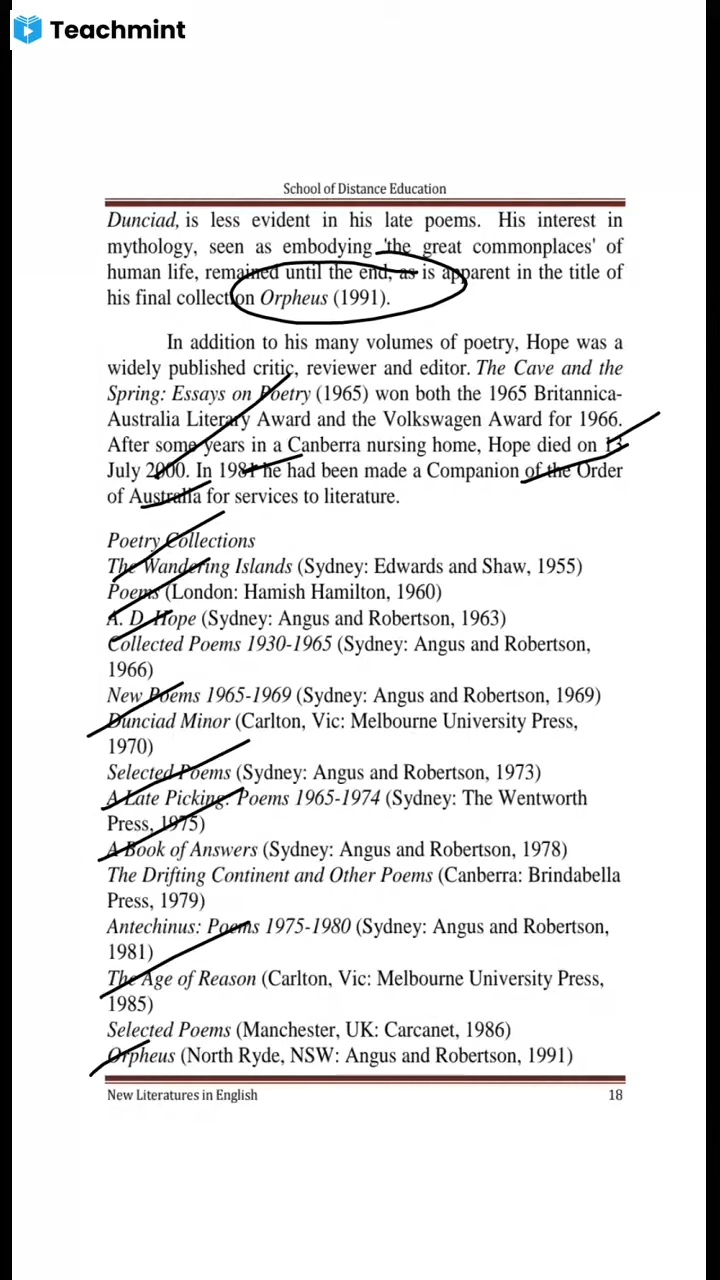 Teachmint
School of Distance Education
Dunciad, is less evident in his late poems. His interest in
mythology, seen as embodying 'the great commonplaces' of
human life, remained until the end, as is apparent in the title of
his final collection Orpheus (1991).
In addition to his many volumes of poetry, Hope was a
widely published critic, reviewer and editor. The Cave and the
Spring: Essays on Poetry (1965) won both the 1965 Britannica-
Australia Literary Award and the Volkswagen Award for 1966.
After some years in a Canberra nursing home, Hope died on 13
July 2000. In 1981 he had been made a Companion of the Order
of Australia for services to literature.
Poetry Collections
The Wandering Islands (Sydney: Edwards and Shaw, 1955)
Poems (London: Hamish Hamilton, 1960)
A. D. Hope (Sydney: Angus and Robertson, 1963)
Collected Poems 1930-1965 (Sydney: Angus and Robertson,
1966)
New Poems 1965-1969 (Sydney: Angus and Robertson, 1969)
Dunciad Minor (Carlton, Vic: Melbourne University Press,
1970)
Selected Poems (Sydney: Angus and Robertson, 1973)
A Late Picking: Poems 1965-1974 (Sydney: The Wentworth
Press, 1975)
A Book of Answers (Sydney: Angus and Robertson, 1978)
The Drifting Continent and Other Poems (Canberra: Brindabella
Press, 1979)
Antechinus: Poems 1975-1980 (Sydney: Angus and Robertson,
1981)
The Age of Reason (Carlton, Vic: Melbourne University Press,
1985)
Selected Poems (Manchester, UK: Carcanet, 1986)
Orpheus (North Ryde, NSW: Angus and Robertson, 1991)
New Literatures in English 18